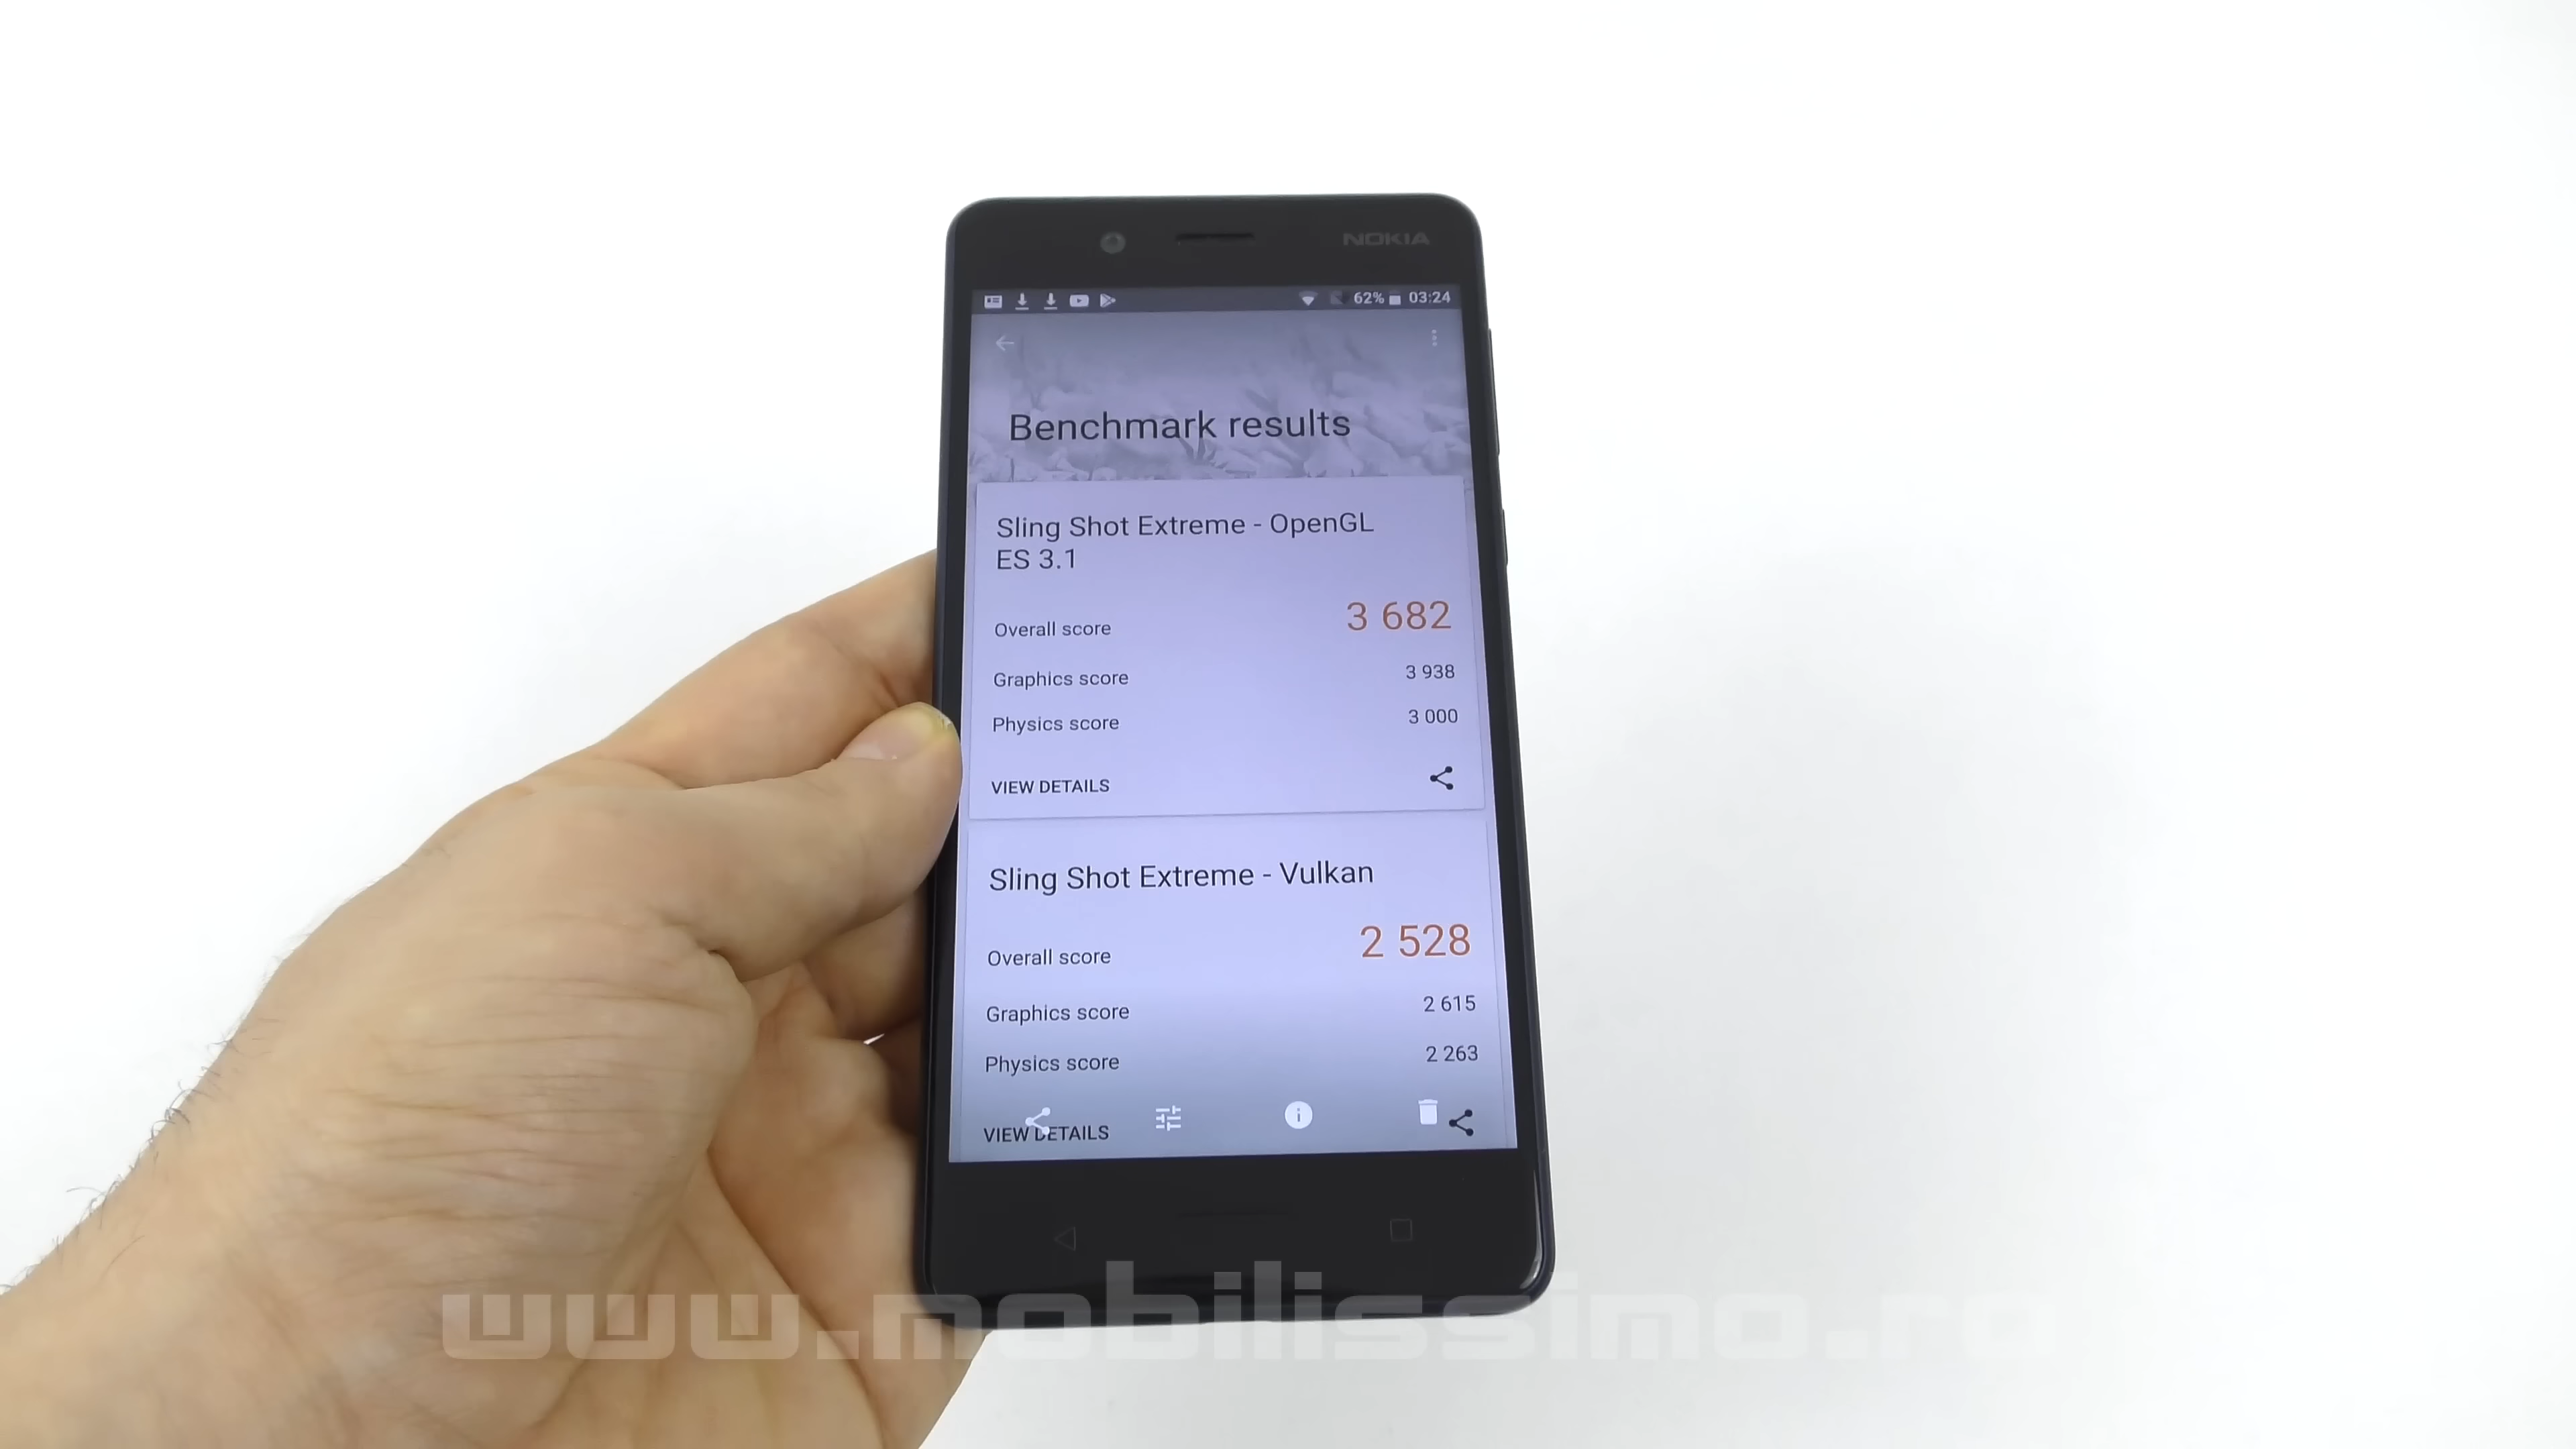 NOKIA
62% 03:24
Benchmark results
Sling Shot Extreme - OpenGL
ES 3.1
Overall score 3 682
Graphics score 3 938
Physics score 3 000
VIEW DETAILS
Sling Shot Extreme - Vulkan
Overall score 2 528
Graphics score 2 615
Physics score 2 263
VIEW DETAILS
www.mobilissimo.ro